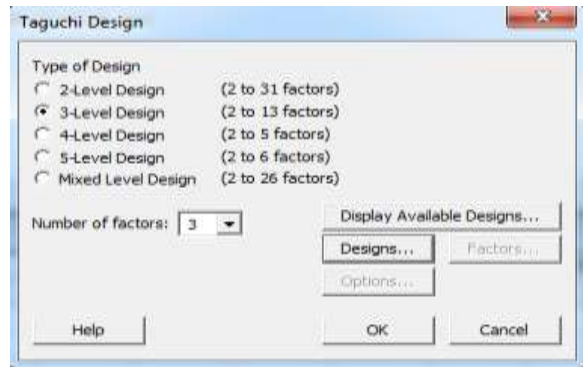 Taguchi Design
Type of Design
2-Level Design (2 to 31 factors)
3-Level Design (2 to 13 factors)
4-Level Design (2 to 5 factors)
5-Level Design (2 to 6 factors)
Mixed Level Design (2 to 26 factors)
Number of factors: 3
Display Available Designs...
Designs... Factors...
Options...
Help OK Cancel